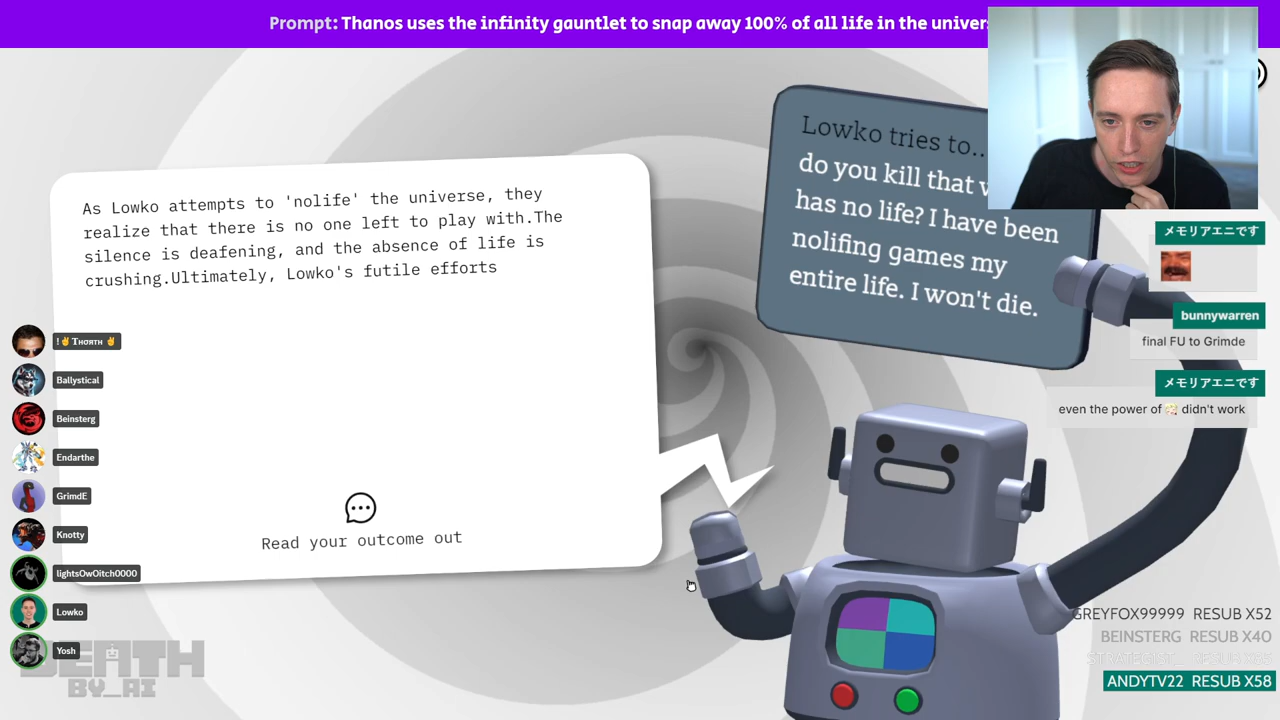 Prompt: Thanos uses the infinity gauntlet to snap away 100% of all life in the
As Lowko attempts to 'nolife' the universe, they
realize that there is no one left to play with.The
silence is deafening, and the absence of life is
crushing.Ultimately, Lowko's futile efforts
Read your outcome out
Lowko tries to..
do you kill that
has no life? I have been
nolifing games my
entire life. I won't die.
メモリアエニです
bunnywarren
final FU to Grimde
メモリアエニです
even the power of didn't work
!✌ Tʜσʀтʜ ✌
Ballystical
Beinsterg
Endarthe
GrimdE
Knotty
lightsOwOitch0000
Lowko
Yosh
DEATH
BY_AI
GREYFOX99999 RESUB X52
BEINSTERG RESUB X40
ANDYTV22 RESUB X58